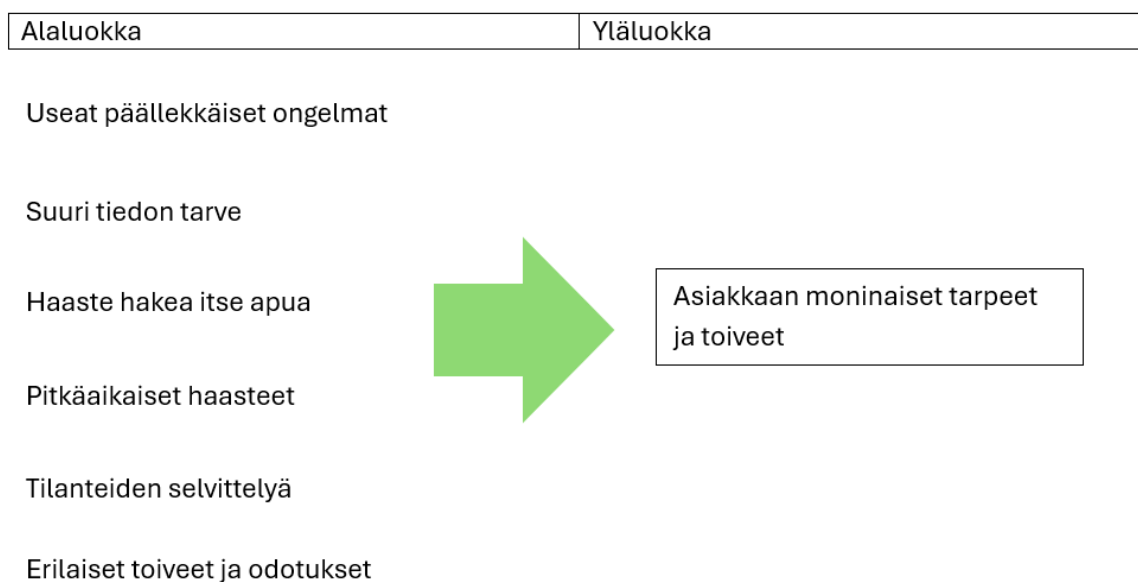 Alaluokka
Yläluokka
Useat päällekkäiset ongelmat
Suuri tiedon tarve
Haaste hakea itse apua
Asiakkaan moninaiset tarpeet
ja toiveet
Pitkäaikaiset haasteet
Tilanteiden selvittelyä
Erilaiset toiveet ja odotukset